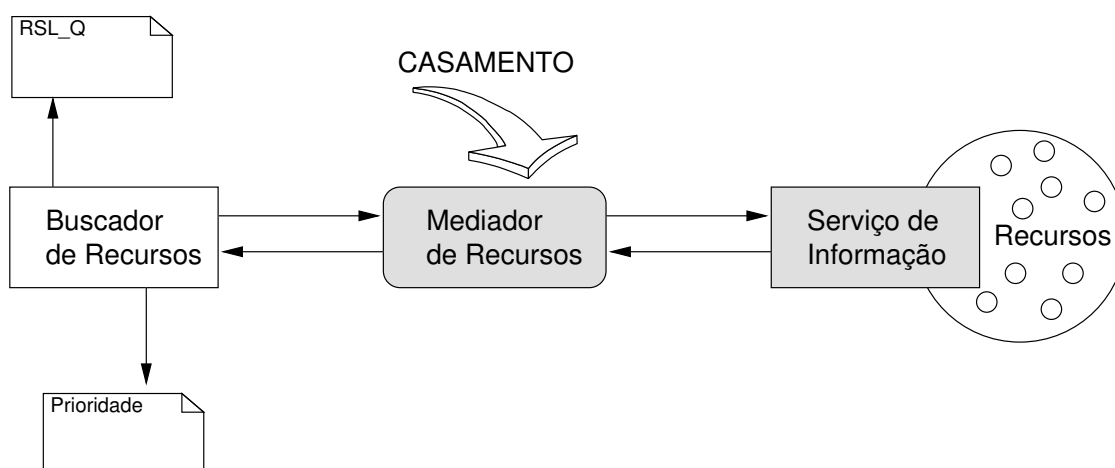 RSL_Q
CASAMENTO
Buscador
de Recursos
Mediador
de Recursos
Serviço de
Informação
Recursos
Prioridade